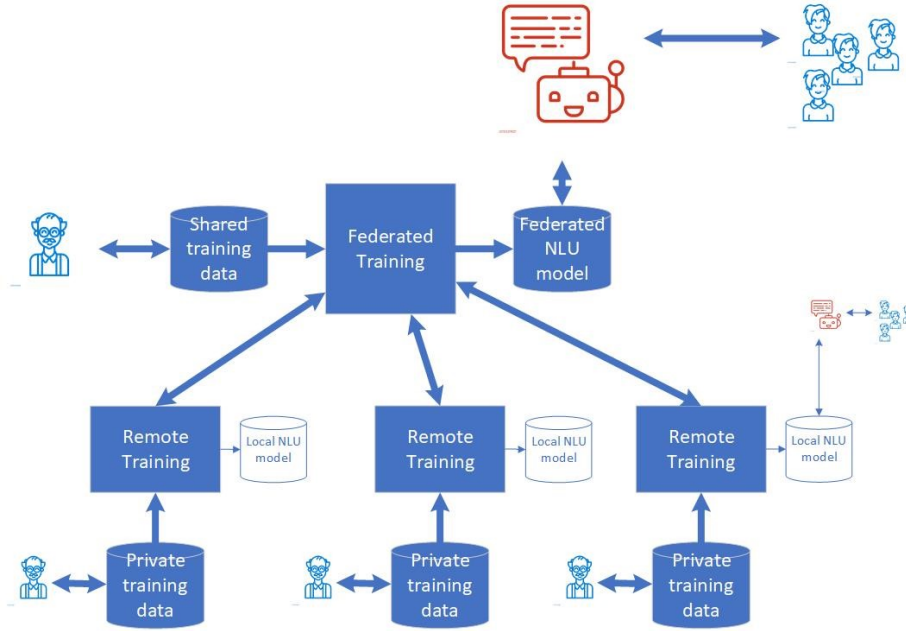 Shared
training
data
Federated
Training
Federated
NLU
model
Remote
Training
Local NLU
model
Remote
Training
Local NLU
model
Remote
Training
Local NLU
model
Private
training
data
Private
training
data
Private
training
data